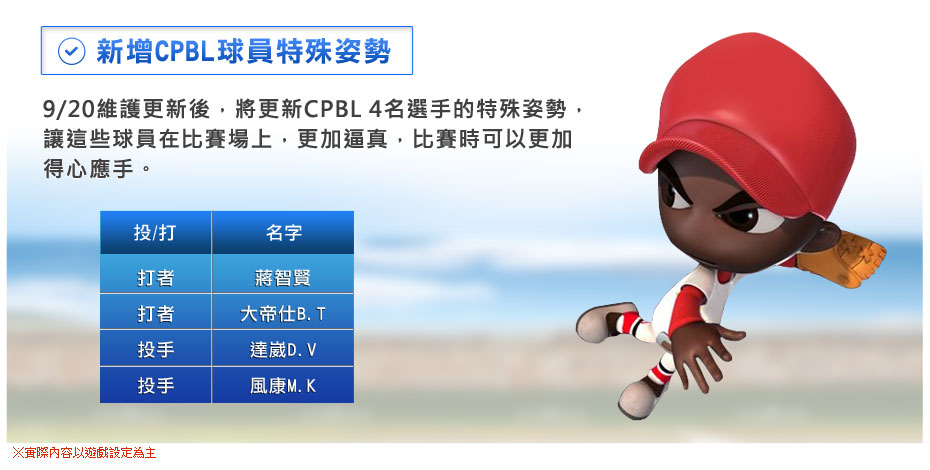 新增CPBL球員特殊姿勢
9/20維護更新後，將更新CPBL 4名選手的特殊姿勢，
讓這些球員在比賽場上，更加逼真，比賽時可以更加
得心應手。
投/打 名字
打者 蔣智賢
打者 大帝仕B.T
投手 達崴D.V
投手 風康M.K
※實際內容以遊戲設定為主